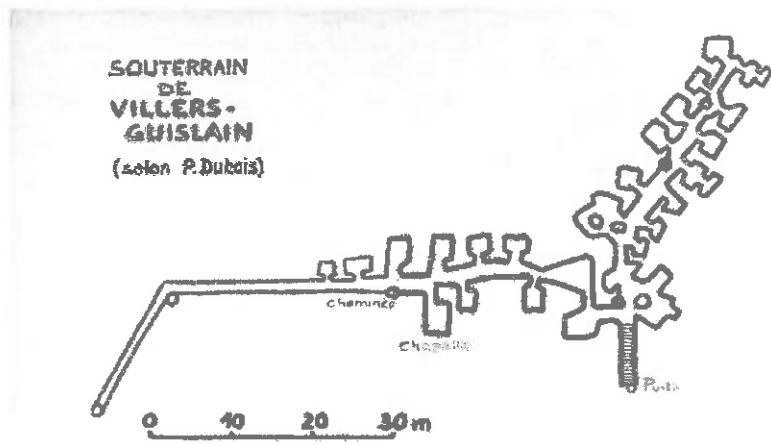 SOUTERRAIN
DE
VILLERS-
GUISLAIN
(selon P. Dubois)
Cheminée
Chapelle
Puits
0 10 20 30 m